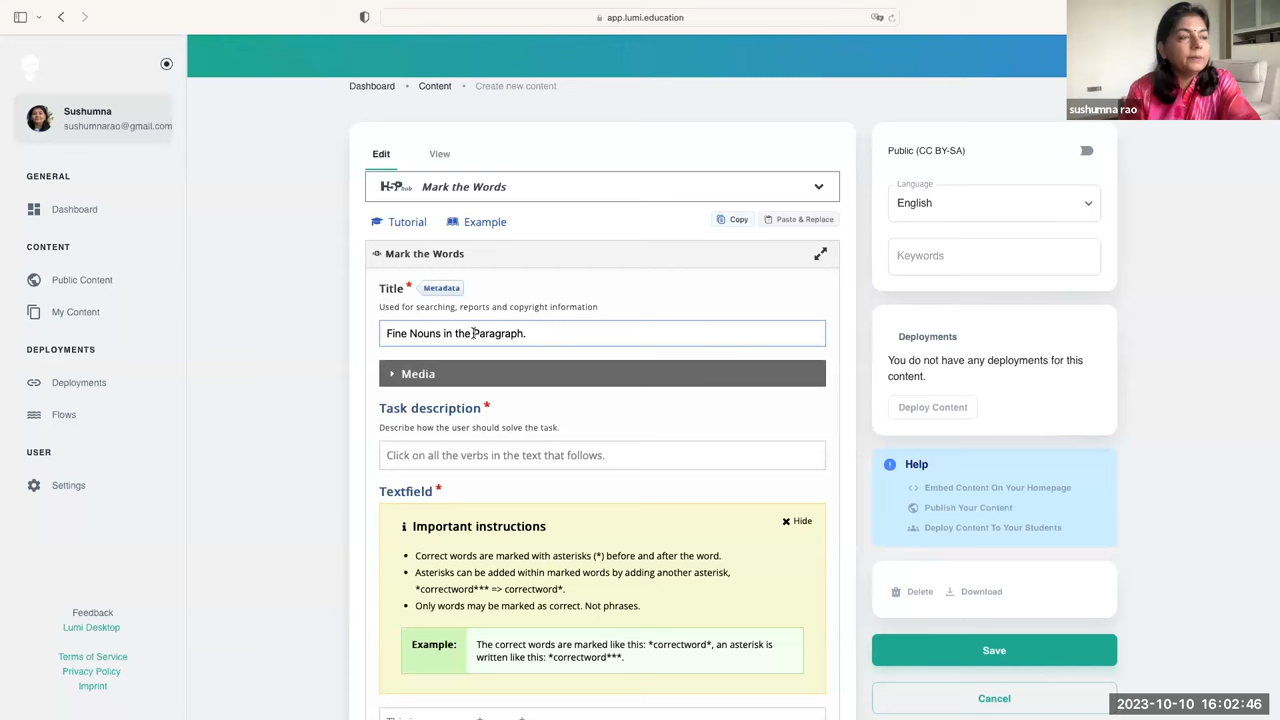 app.lumi.education
sushumna rao
Sushumna
sushumnarao@gmail.com
GENERAL
Dashboard
CONTENT
Public Content
My Content
DEPLOYMENTS
Deployments
Flows
USER
Settings
Feedback
Lumi Desktop
Terms of Service
Privacy Policy
Imprint
Dashboard • Content • Create new content
Edit View
H5P hub Mark the Words
Tutorial Example Copy Paste & Replace
Mark the Words
Title * Metadata
Used for searching, reports and copyright information
Fine Nouns in the Paragraph.
Media
Task description *
Describe how the user should solve the task.
Click on all the verbs in the text that follows.
Textfield *
Important instructions Hide
• Correct words are marked with asterisks (*) before and after the word.
• Asterisks can be added within marked words by adding another asterisk,
*correctword*** => correctword*.
• Only words may be marked as correct. Not phrases.
Example: The correct words are marked like this: *correctword*, an asterisk is
written like this: *correctword***.
Public (CC BY-SA)
Language
English
Keywords
Deployments
You do not have any deployments for this
content.
Deploy Content
Help
Embed Content On Your Homepage
Publish Your Content
Deploy Content To Your Students
Delete Download
Save
Cancel
2023-10-10 16:02:46